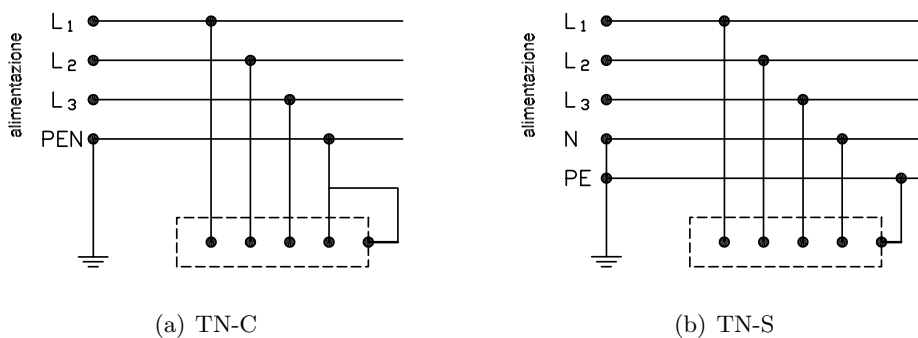 alimentazione
L1
L2
L3
PEN
(a) TN-C
alimentazione
L1
L2
L3
N
PE
(b) TN-S